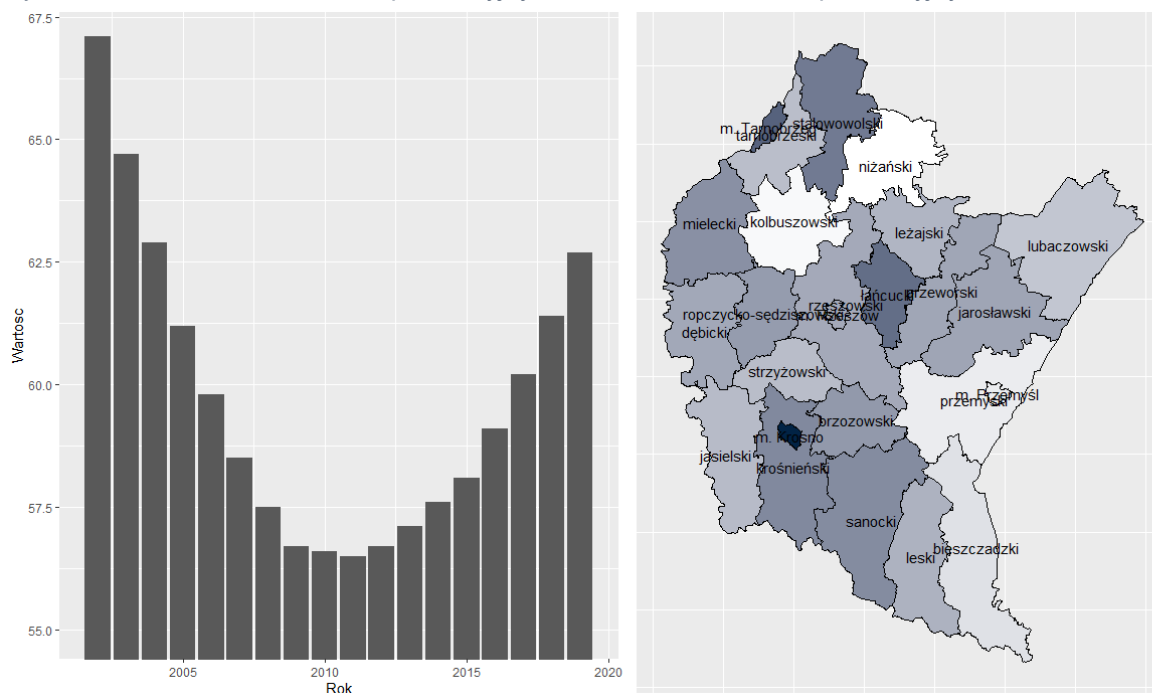 67.5
65.0
62.5
60.0
57.5
55.0
Wartosc
2005
2010
2015
2020
Rok
stalowowolski
m. Tarnobrzeg
tarnobrzeski
niżański
mielecki
kolbuszowski
leżajski
lubaczowski
łańcucki
przeworski
rzeszowski
m. Rzeszów
jarosławski
ropczycko-sędziszowski
dębicki
strzyżowski
m. Przemyśl
przemyski
brzozowski
m. Krosno
jasielski
krośnieński
sanocki
bieszczadzki
leski